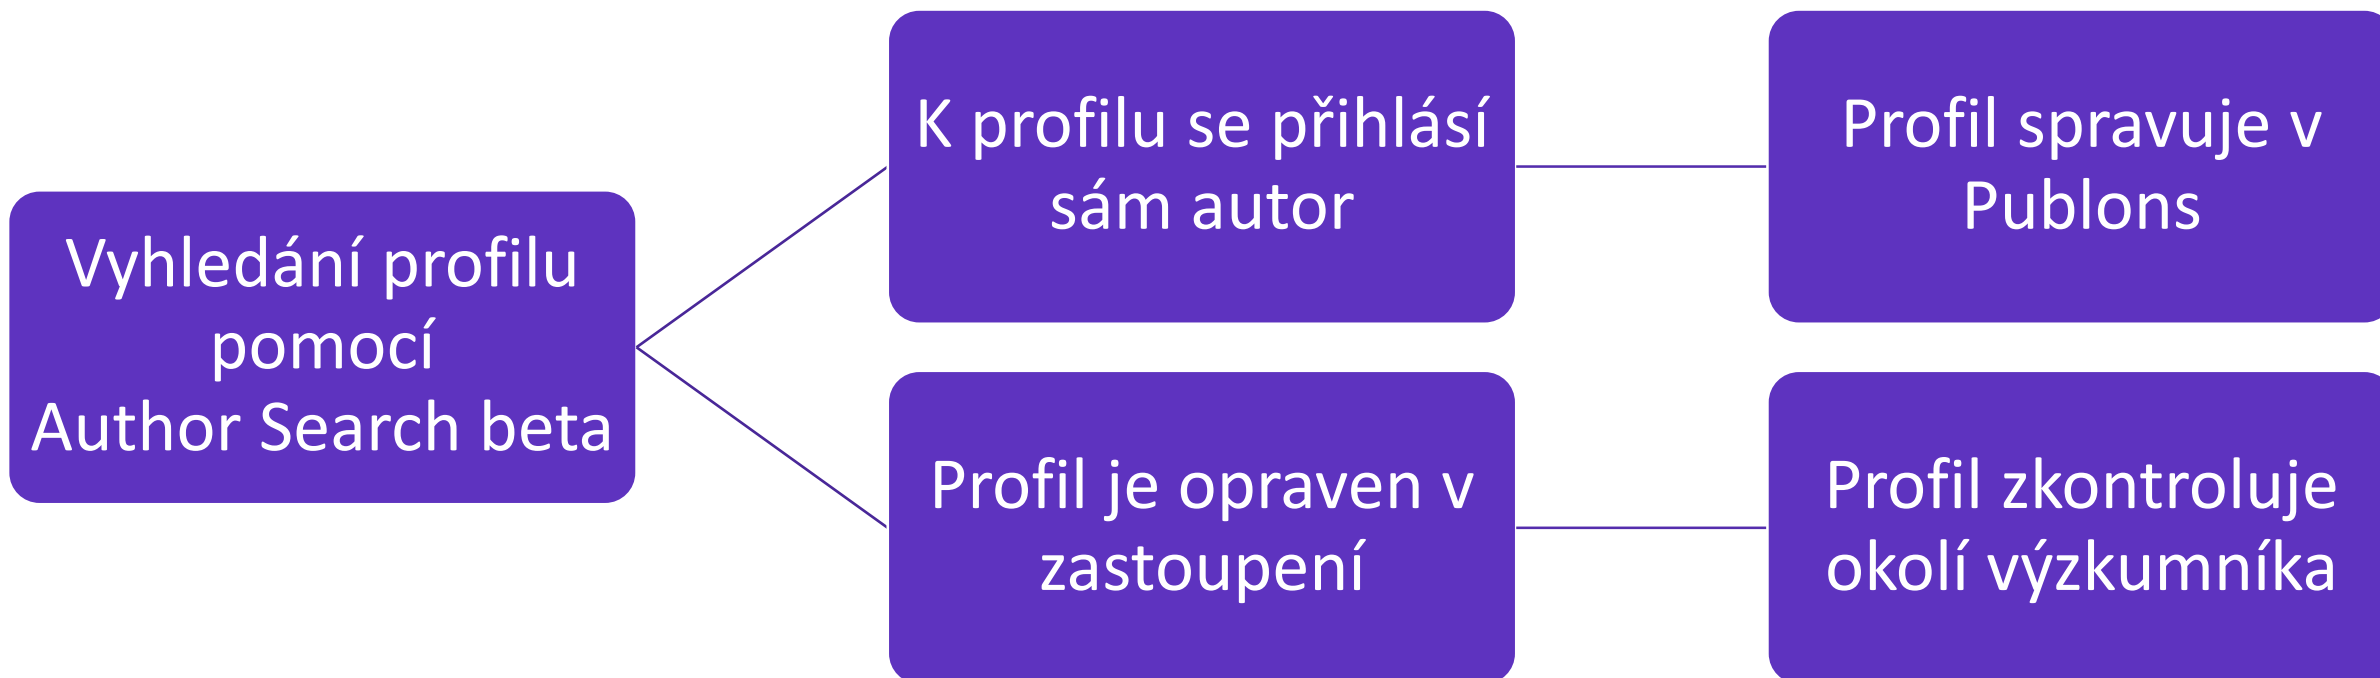 Vyhledání profilu
pomocí
Author Search beta
K profilu se přihlásí
sám autor
Profil spravuje v
Publons
Profil je opraven v
zastoupení
Profil zkontroluje
okolí výzkumníka